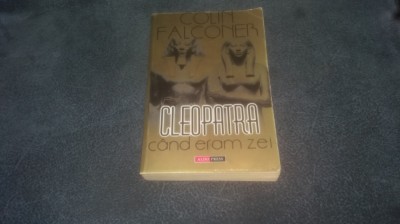 COLIN
FALCONER
CLEOPATRA
când eram zei